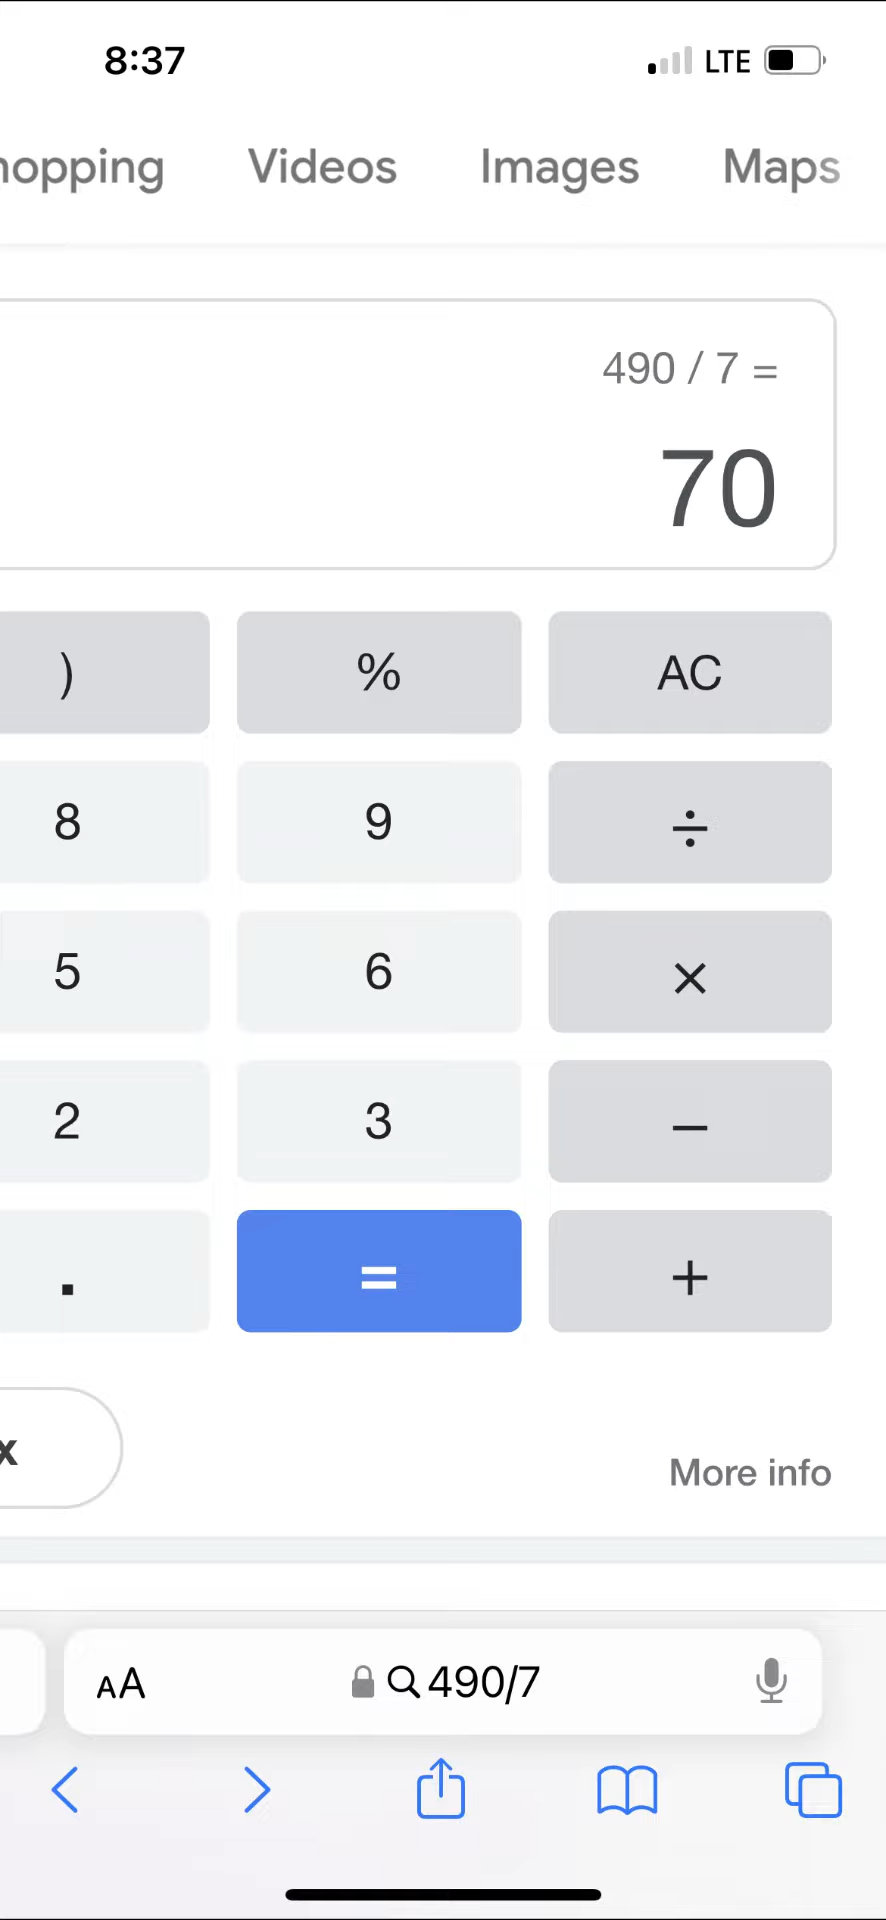 8:37 LTE
hopping Videos Images Maps
490 / 7 =
70
) % AC
8 9 ÷
5 6 ×
2 3 −
. = +
x
More info
AA 490/7